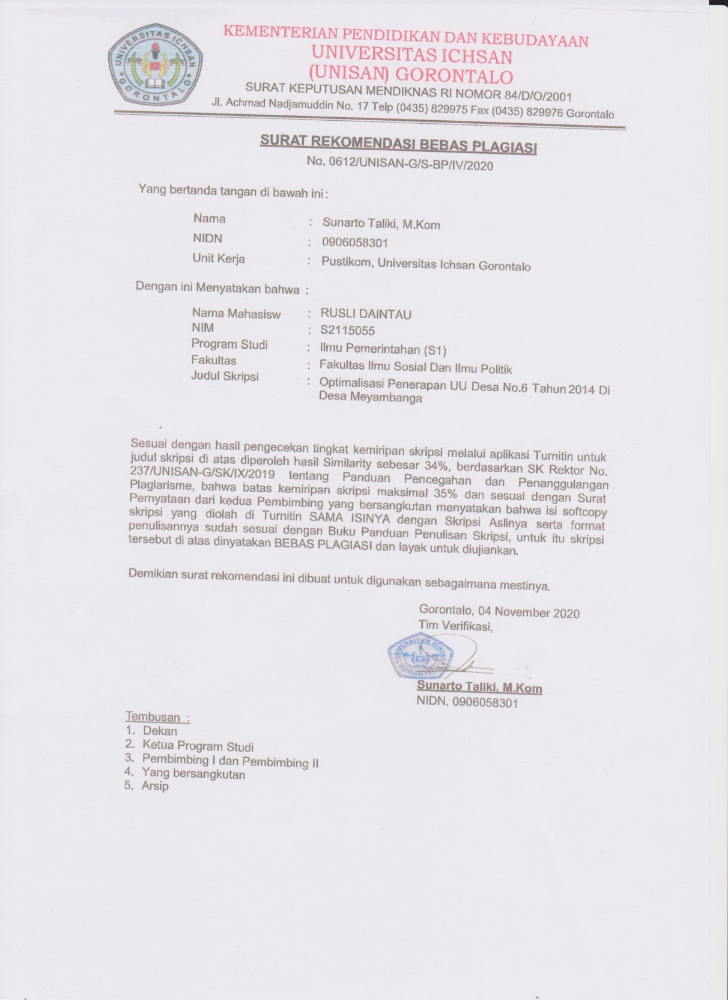 UNIVERSITAS ICHSAN
GORONTALO
KEMENTERIAN PENDIDIKAN DAN KEBUDAYAAN
UNIVERSITAS ICHSAN
(UNISAN) GORONTALO
SURAT KEPUTUSAN MENDIKNAS RI NOMOR 84/D/O/2001
Jl. Achmad Nadjamuddin No. 17 Telp (0435) 829975 Fax (0435) 829976 Gorontalo
SURAT REKOMENDASI BEBAS PLAGIASI
No. 0612/UNISAN-G/S-BP/IV/2020
Yang bertanda tangan di bawah ini :
Nama : Sunarto Taliki, M.Kom
NIDN : 0906058301
Unit Kerja : Pustikom, Universitas Ichsan Gorontalo
Dengan ini Menyatakan bahwa :
Nama Mahasisw : RUSLI DAINTAU
NIM : S2115055
Program Studi : Ilmu Pemerintahan (S1)
Fakultas : Fakultas Ilmu Sosial Dan Ilmu Politik
Judul Skripsi : Optimalisasi Penerapan UU Desa No.6 Tahun 2014 Di
Desa Meyambanga
Sesuai dengan hasil pengecekan tingkat kemiripan skripsi melalui aplikasi Turnitin untuk
judul skripsi di atas diperoleh hasil Similarity sebesar 34%, berdasarkan SK Rektor No.
237/UNISAN-G/SK/IX/2019 tentang Panduan Pencegahan dan Penanggulangan
Plagiarisme, bahwa batas kemiripan skripsi maksimal 35% dan sesuai dengan Surat
Pernyataan dari kedua Pembimbing yang bersangkutan menyatakan bahwa isi softcopy
skripsi yang diolah di Turnitin SAMA ISINYA dengan Skripsi Aslinya serta format
penulisannya sudah sesuai dengan Buku Panduan Penulisan Skripsi, untuk itu skripsi
tersebut di atas dinyatakan BEBAS PLAGIASI dan layak untuk diujiankan.
Demikian surat rekomendasi ini dibuat untuk digunakan sebagaimana mestinya.
Gorontalo, 04 November 2020
Tim Verifikasi,
UNIVERSITAS ICHSAN
GORONTALO
Sunarto Taliki, M.Kom
NIDN. 0906058301
Tembusan :
1. Dekan
2. Ketua Program Studi
3. Pembimbing I dan Pembimbing II
4. Yang bersangkutan
5. Arsip